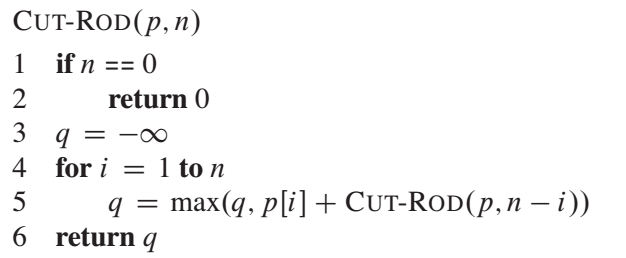 CUT-ROD(p, n)
1 if n == 0
2 return 0
3 q = −∞
4 for i = 1 to n
5 q = max(q, p[i] + CUT-ROD(p, n − i))
6 return q